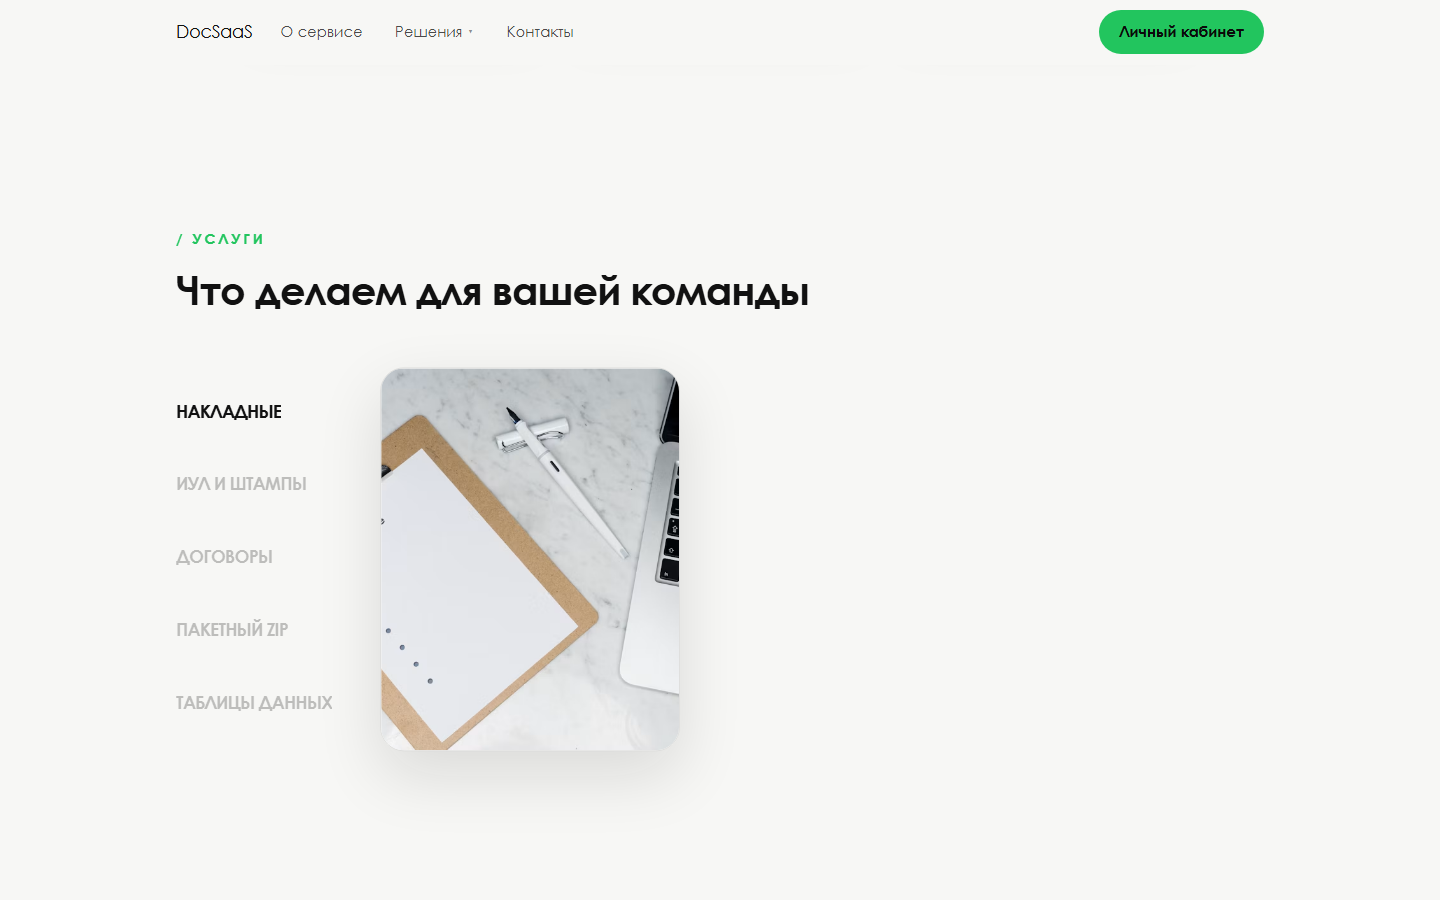 DocSaaS
О сервисе
Решения
Контакты
Личный кабинет
/ УСЛУГИ
Что делаем для вашей команды
НАКЛАДНЫЕ
ИУЛ И ШТАМПЫ
ДОГОВОРЫ
ПАКЕТНЫЙ ZIP
ТАБЛИЦЫ ДАННЫХ